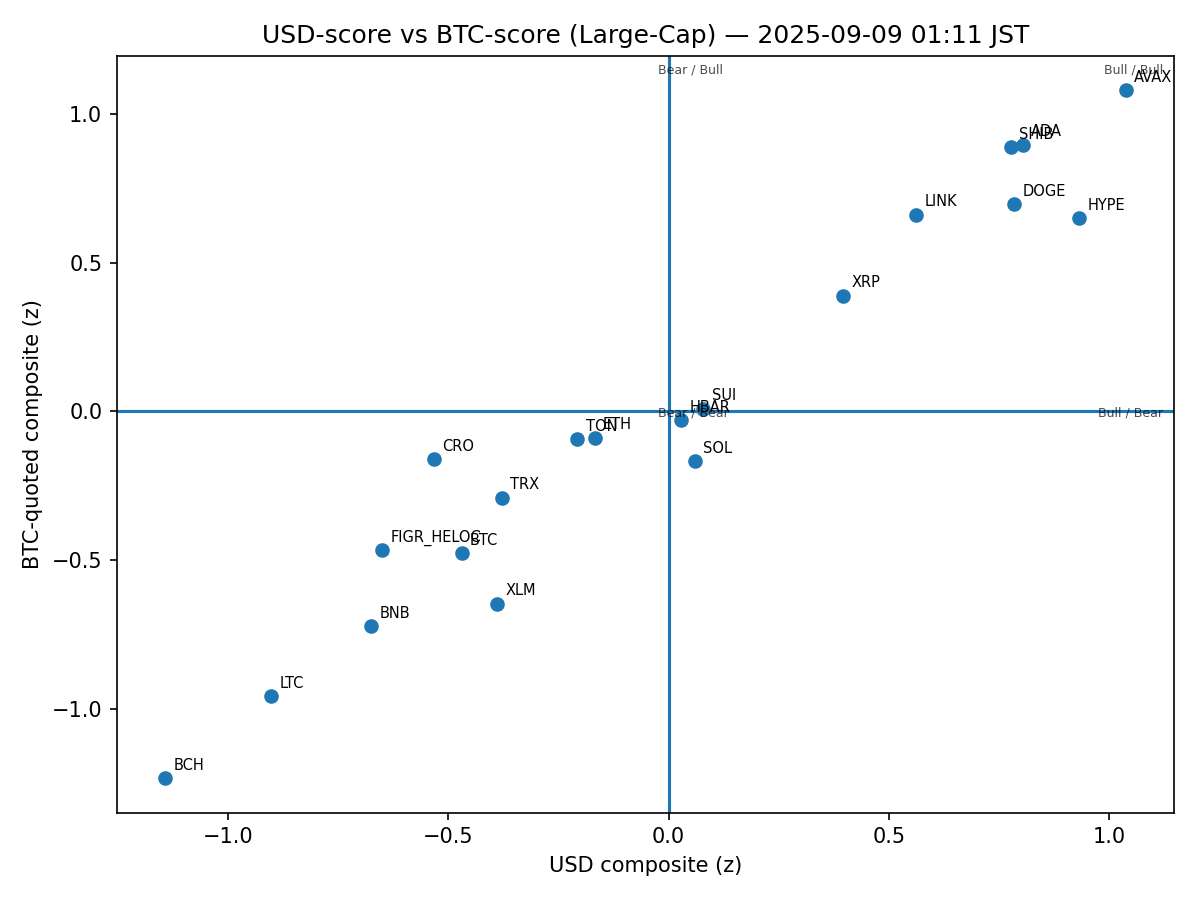 USD-score vs BTC-score (Large-Cap) — 2025-09-09 01:11 JST
Bear / Bull
Bull / Bull
AVAX
1.0
SHIB
ADA
DOGE
LINK
HYPE
0.5
XRP
SUI
HBAR
0.0
Bear / Bear
Bull / Bear
TON
ETH
CRO
SOL
TRX
FIGR_HELOC
BTC
−0.5
XLM
BNB
LTC
−1.0
BCH
BTC-quoted composite (z)
−1.0
−0.5
0.0
0.5
1.0
USD composite (z)